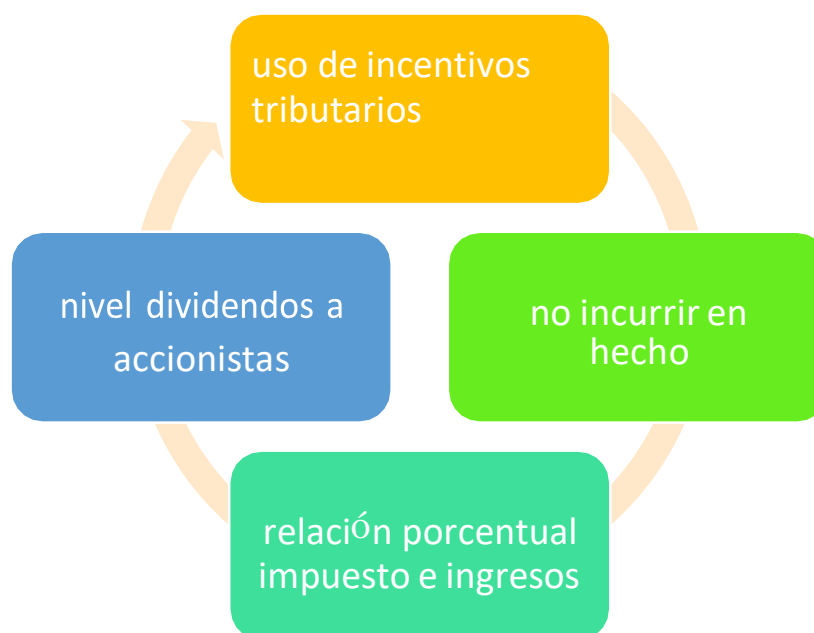 uso de incentivos
tributarios
no incurrir en
hecho
relación porcentual
impuesto e ingresos
nivel dividendos a
accionistas